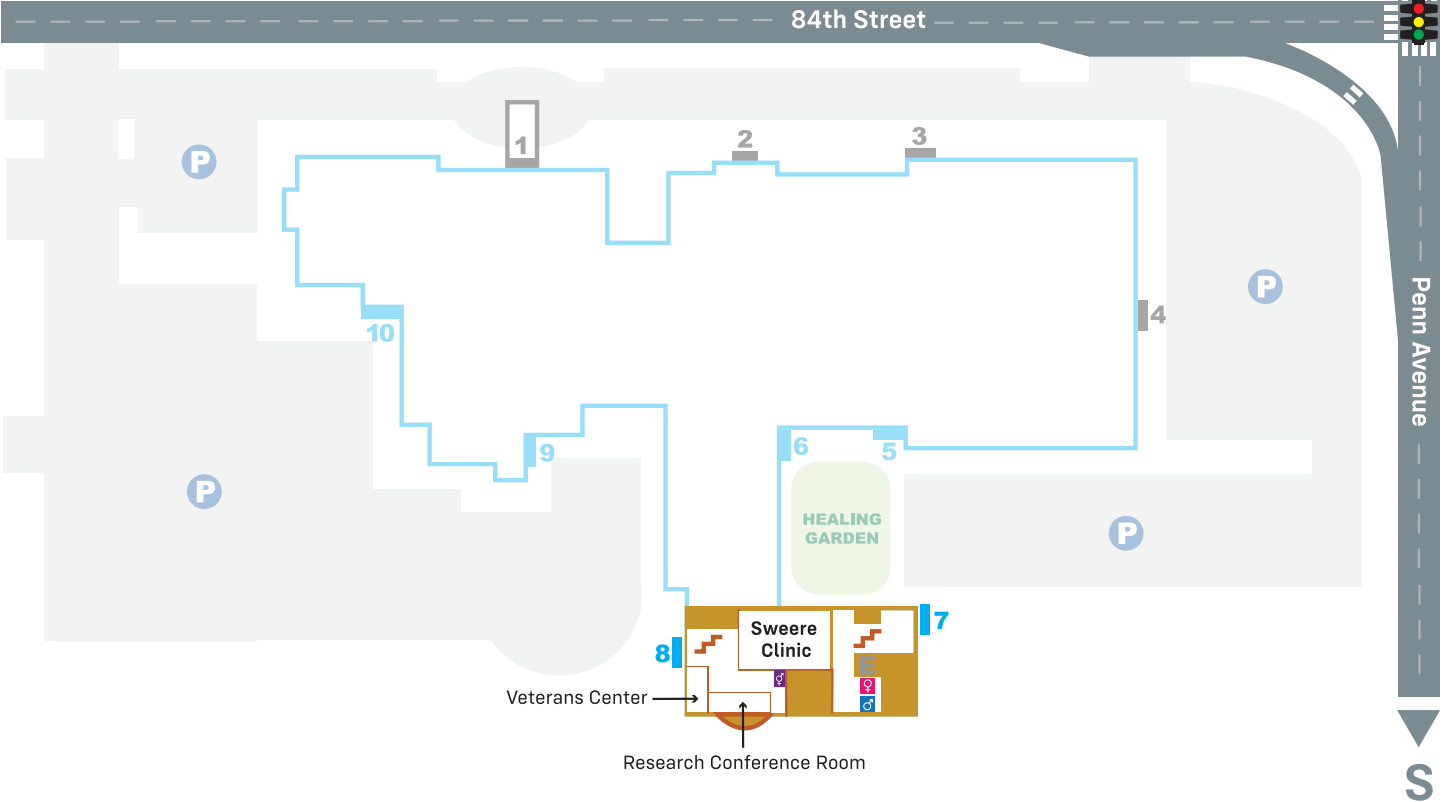 84th Street
1
2
3
P
P
4
Penn Avenue
10
9
6
5
P
HEALING
GARDEN
P
7
Sweere
Clinic
8
E
Veterans Center
Research Conference Room
S